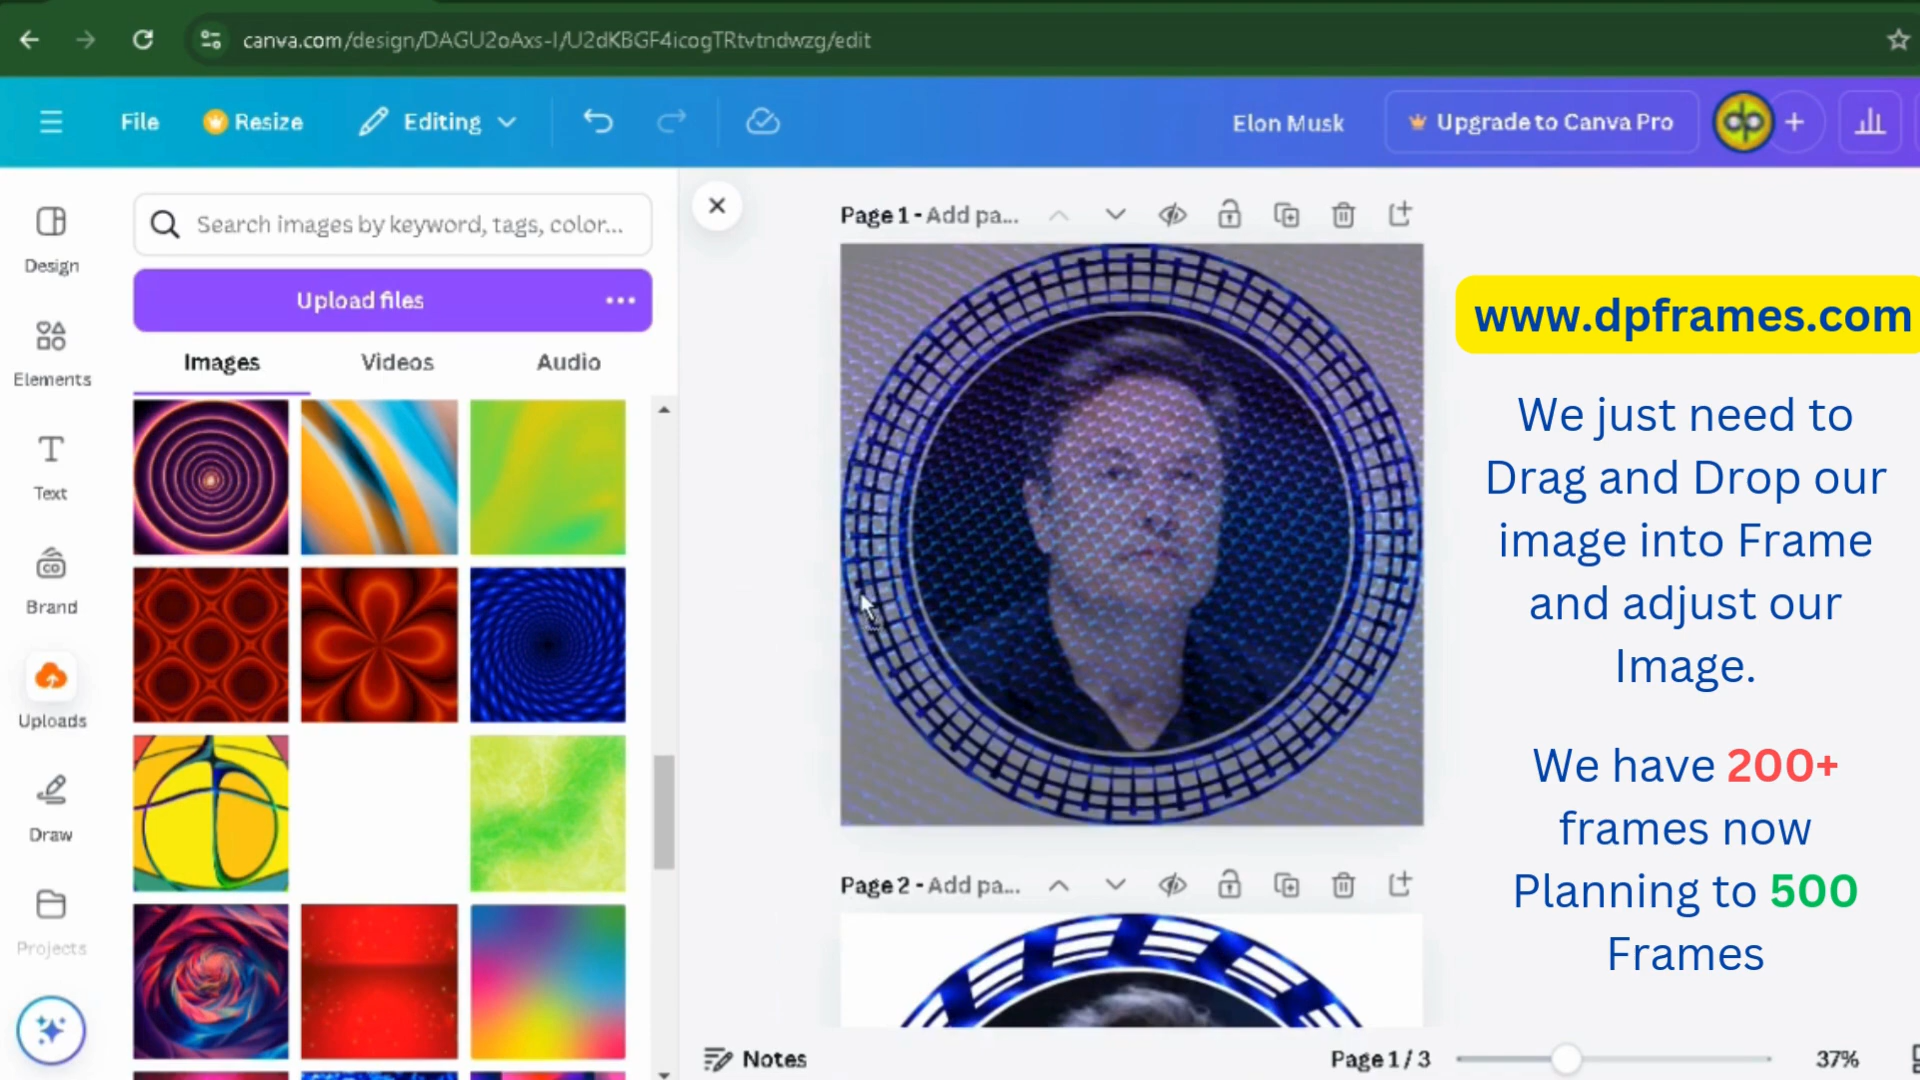 canva.com/design/DAGU2oAxs-I/U2dKBGF4icogTRtvtndwzg/edit
File
Resize
Editing
Elon Musk
Upgrade to Canva Pro
dp
Design
Elements
Text
Brand
Uploads
Draw
Projects
Search images by keyword, tags, color...
Upload files
Images
Videos
Audio
Page 1 - Add pa...
Page 2 - Add pa...
www.dpframes.com
We just need to
Drag and Drop our
image into Frame
and adjust our
Image.
We have 200+
frames now
Planning to 500
Frames
Notes
Page 1 / 3
37%